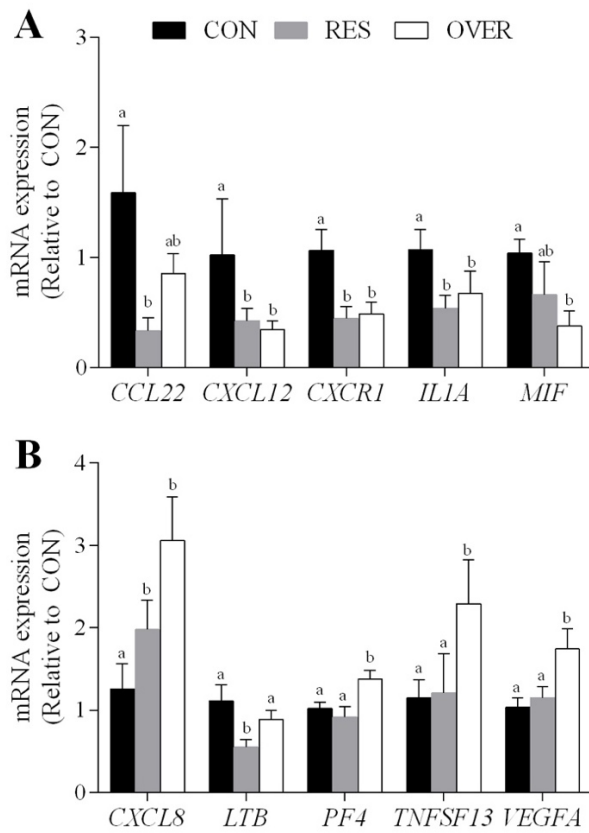 A
CON RES OVER
mRNA expression
(Relative to CON)
3
2
1
0
a
b
ab
a
b
b
a
b
b
a
b
b
a
ab
b
CCL22 CXCL12 CXCR1 IL1A MIF
B
mRNA expression
(Relative to CON)
4
3
2
1
0
a
b
b
a
b
a
a
a
b
a
a
b
a
a
b
CXCL8 LTB PF4 TNFSF13 VEGFA